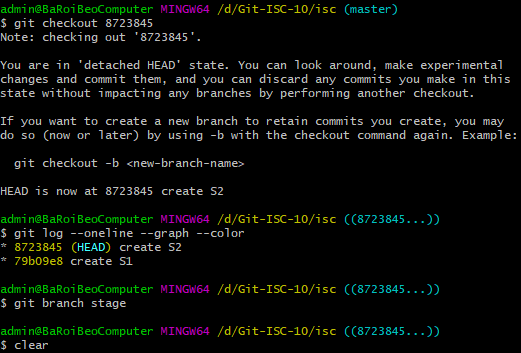 admin@BaRoiBeoComputer MINGW64 /d/Git-ISC-10/isc (master)
$ git checkout 8723845
Note: checking out '8723845'.
You are in 'detached HEAD' state. You can look around, make experimental
changes and commit them, and you can discard any commits you make in this
state without impacting any branches by performing another checkout.
If you want to create a new branch to retain commits you create, you may
do so (now or later) by using -b with the checkout command again. Example:
git checkout -b <new-branch-name>
HEAD is now at 8723845 create S2
admin@BaRoiBeoComputer MINGW64 /d/Git-ISC-10/isc ((8723845...))
$ git log --oneline --graph --color
* 8723845 (HEAD) create S2
* 79b09e8 create S1
admin@BaRoiBeoComputer MINGW64 /d/Git-ISC-10/isc ((8723845...))
$ git branch stage
admin@BaRoiBeoComputer MINGW64 /d/Git-ISC-10/isc ((8723845...))
$ clear